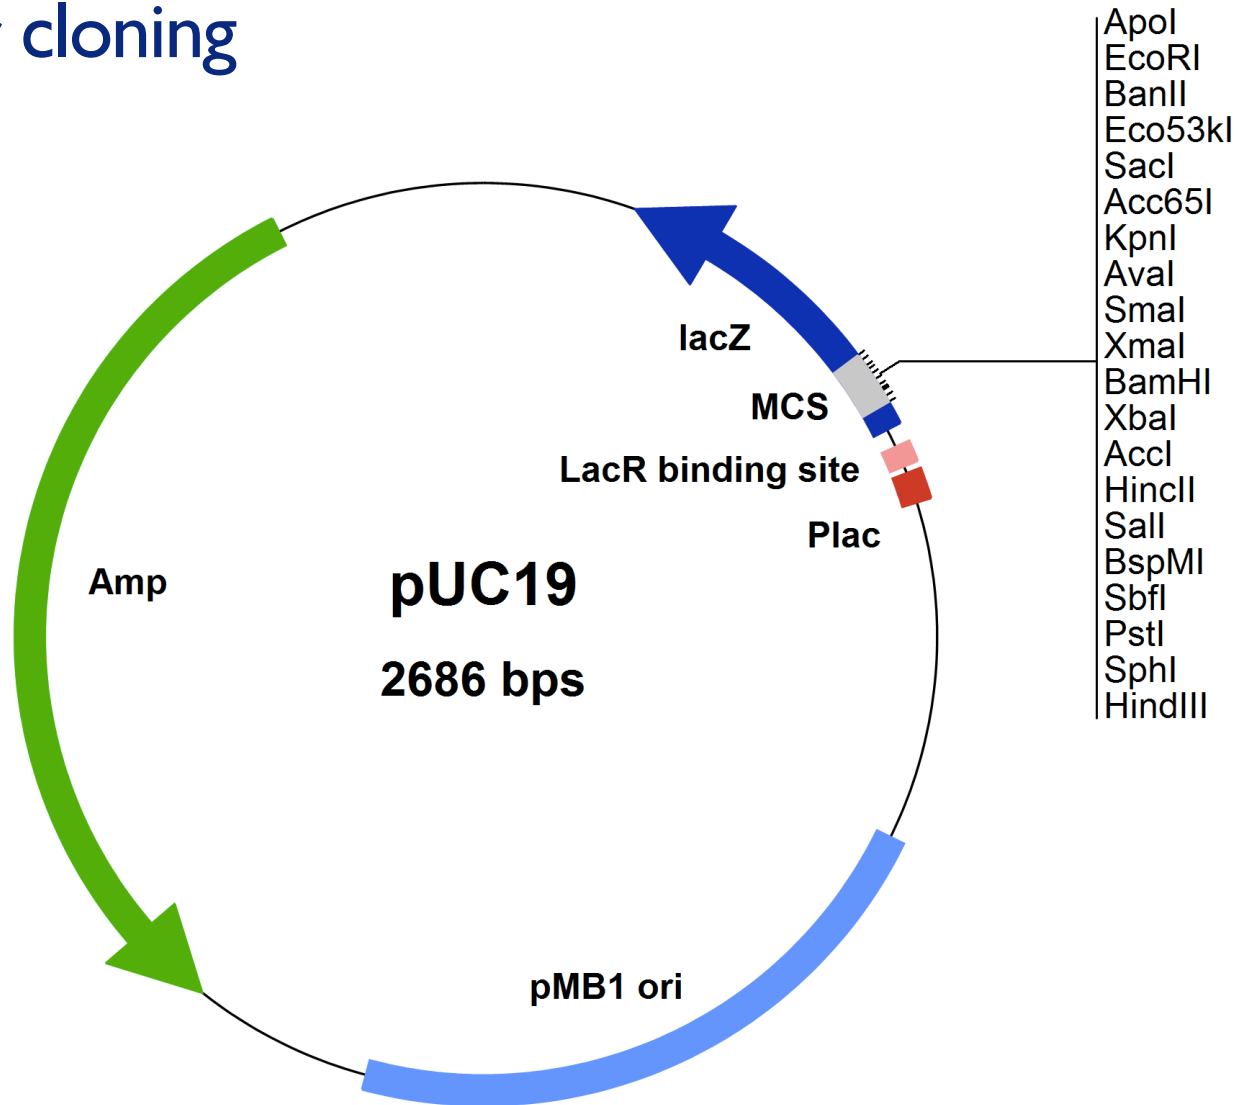 cloning
ApoI
EcoRI
BanII
Eco53kI
SacI
Acc65I
KpnI
AvaI
SmaI
XmaI
BamHI
XbaI
AccI
HincII
SalI
BspMI
SbfI
PstI
SphI
HindIII
lacZ
MCS
LacR binding site
Plac
Amp
pUC19
2686 bps
pMB1 ori